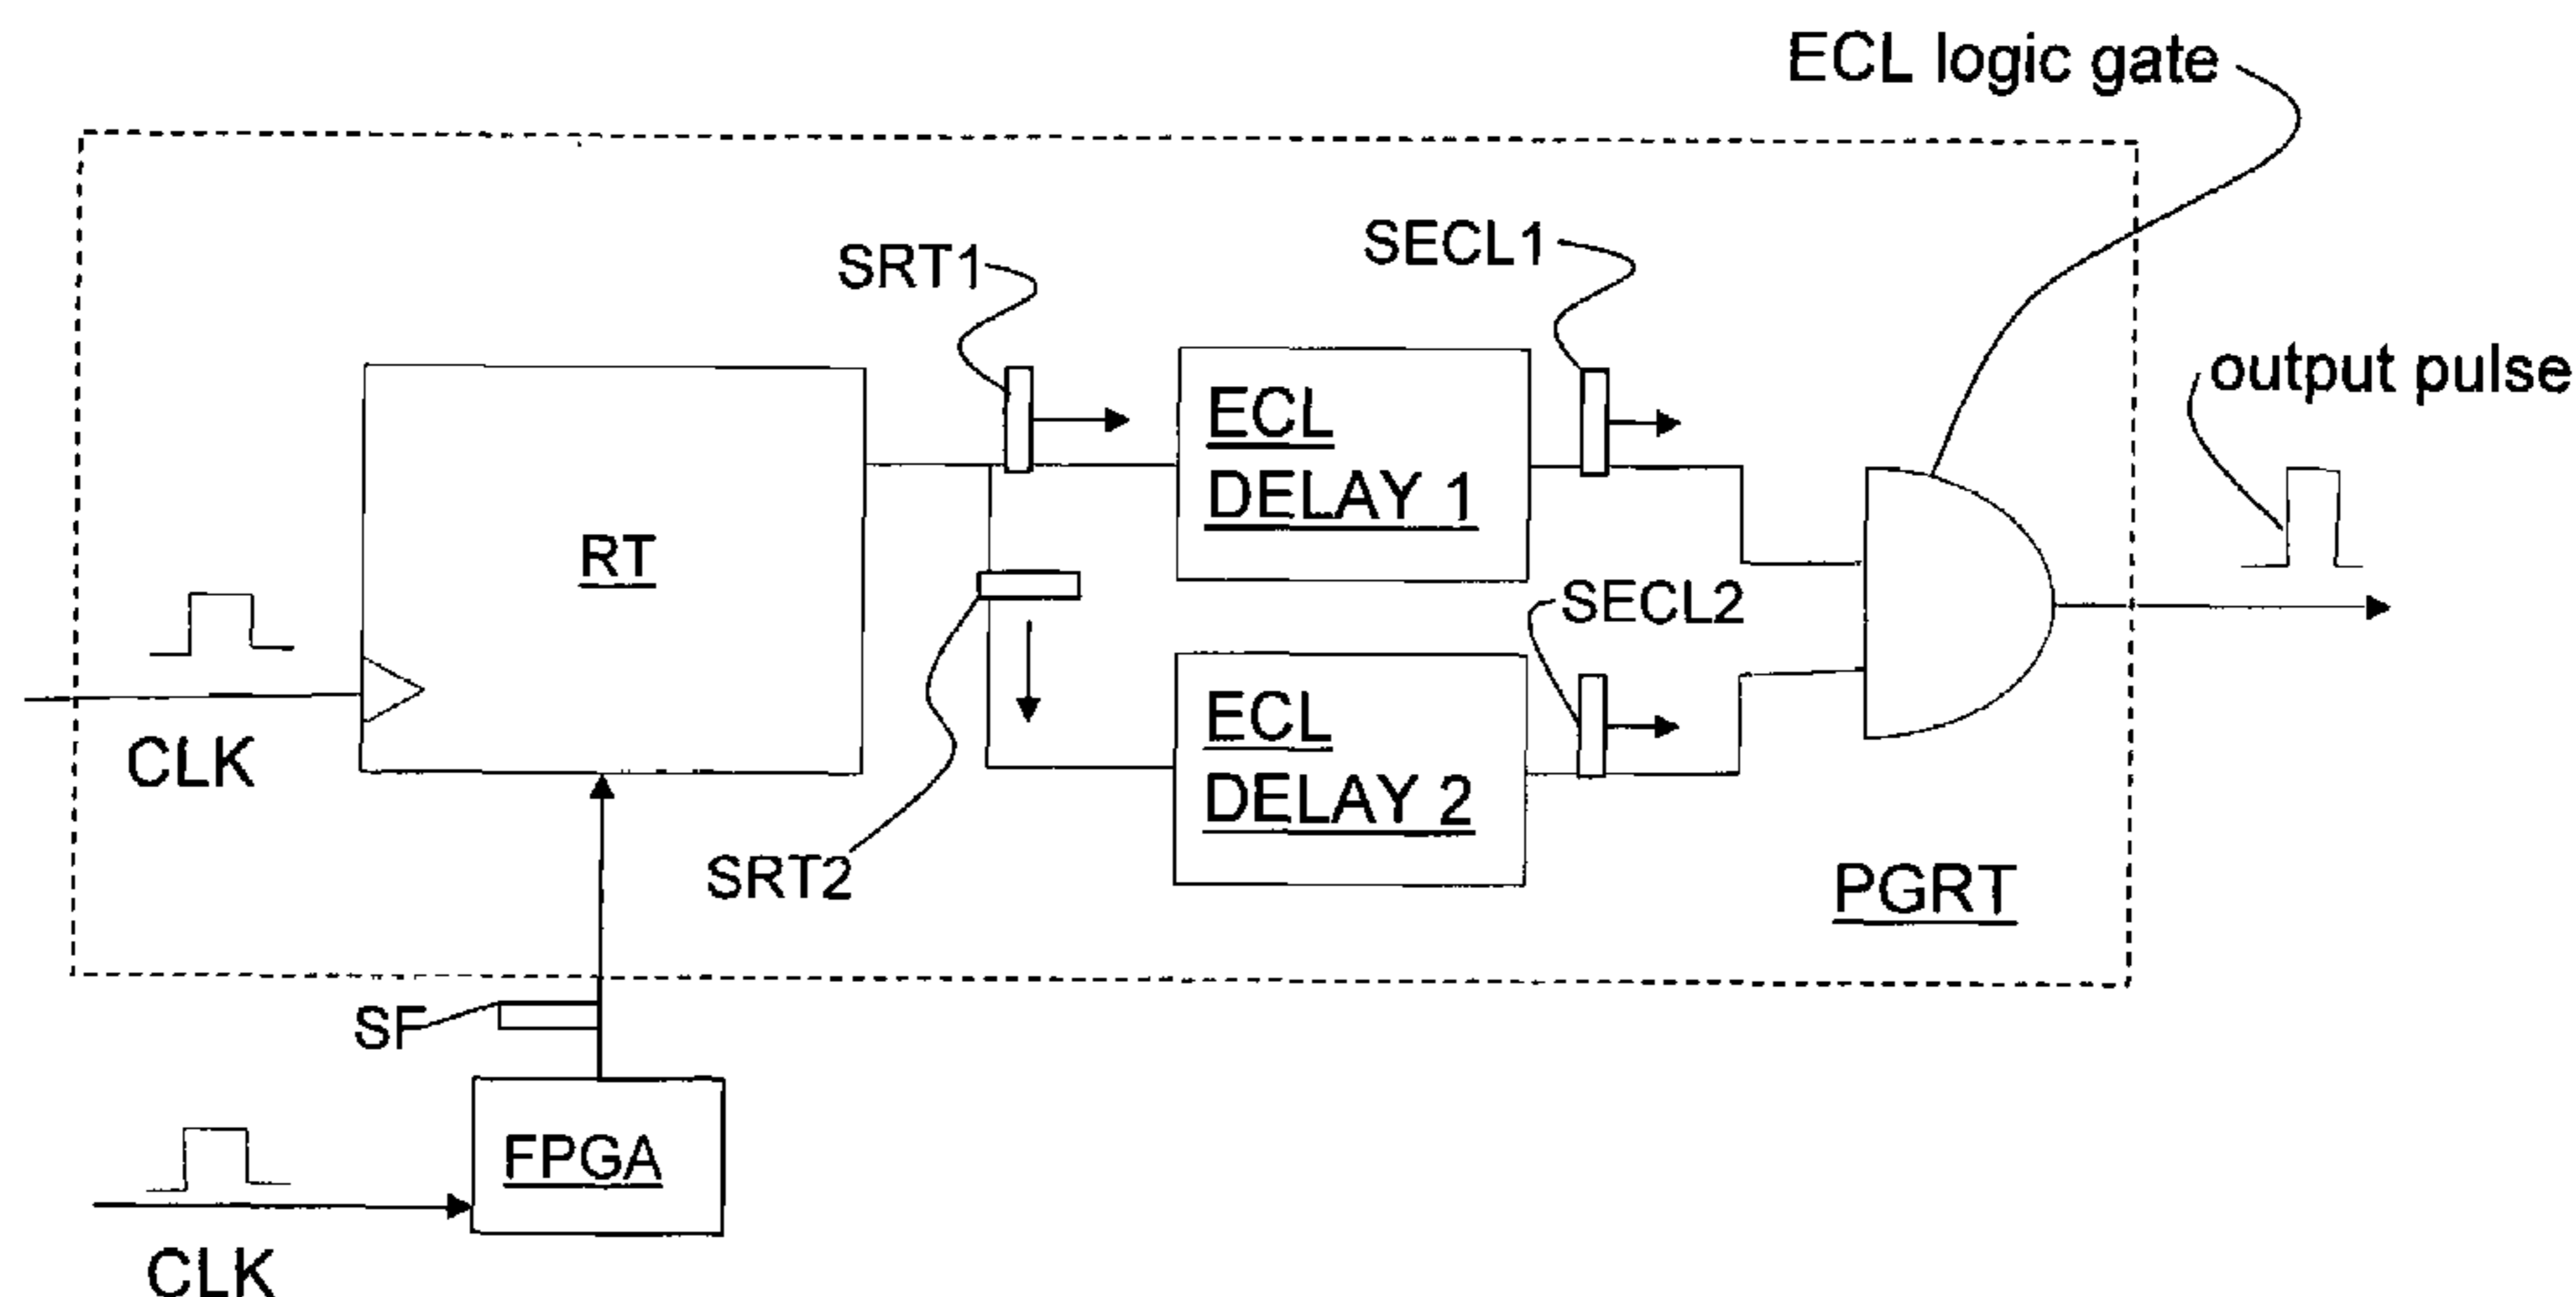 ECL logic gate
SRT1
SECL1
output pulse
ECL
DELAY 1
RT
SECL2
CLK
ECL
DELAY 2
SRT2
PGRT
SF
FPGA
CLK